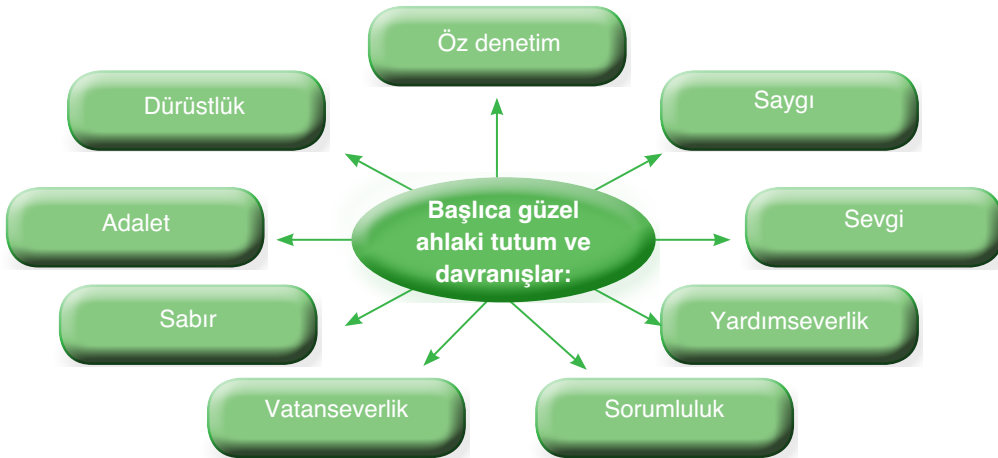 Öz denetim
Dürüstlük
Saygı
Başlıca güzel
ahlaki tutum ve
davranışlar:
Adalet
Sevgi
Sabır
Yardımseverlik
Vatanseverlik
Sorumluluk